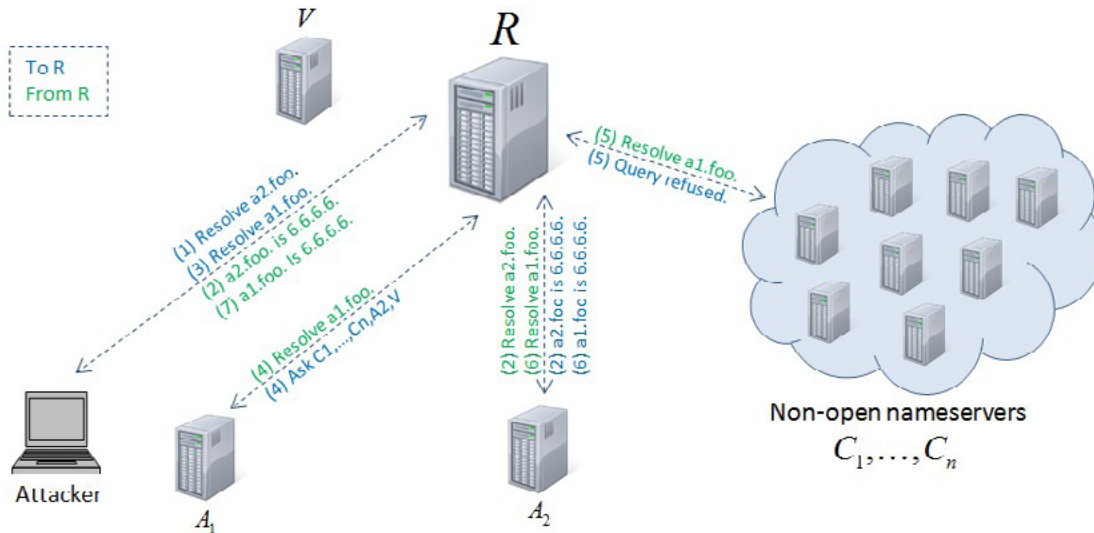 V
R
To R
From R
(5) Resolve a1.foo.
(5) Query refused.
(1) Resolve a2.foo.
(3) Resolve a1.foo.
(2) a2.foo. is 6.6.6.6.
(7) a1.foo. Is 6.6.6.6.
(4) Resolve a1.foo.
(4) Ask C1,...,Cn,A2,V
(2) Resolve a2.foo.
(6) Resolve a1.foo.
(2) a2.foc is 6.6.6.6.
(6) a1.foc is 6.6.6.6.
Non-open nameservers
C₁,...,Cₙ
Attacker
A₁
A₂